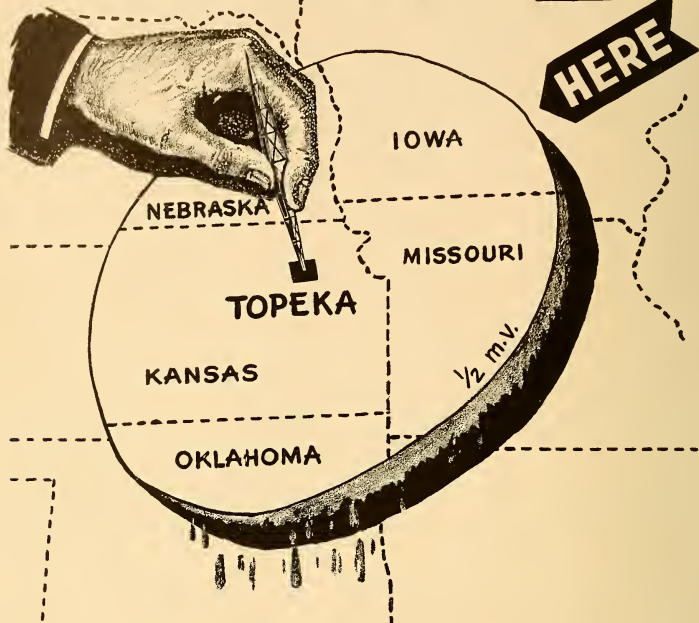 HERE
IOWA
NEBRASKA
MISSOURI
TOPEKA
½ m.v.
KANSAS
OKLAHOMA